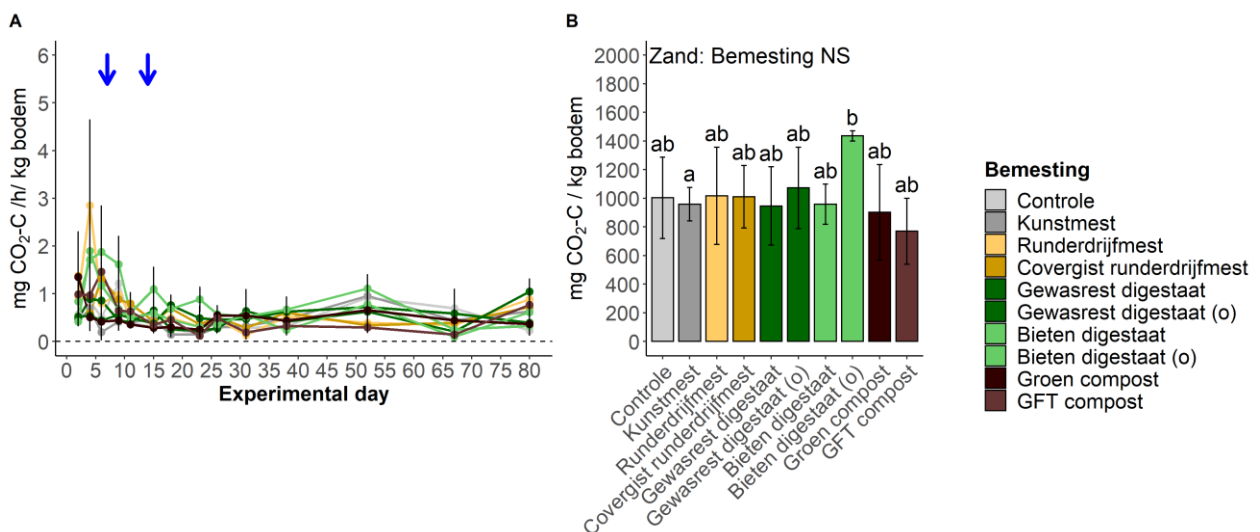 A
mg CO₂-C /h/ kg bodem
6
5
4
3
2
1
0
0 5 10 15 20 25 30 35 40 45 50 55 60 65 70 75 80
Experimental day
B
mg CO₂-C / kg bodem
2000
1800
1600
1400
1200
1000
800
600
400
200
0
Zand: Bemesting NS
ab a ab ab ab ab ab b ab ab
Controle
Kunstmest
Runderdrijfmest
Covergist runderdrijfmest
Gewasrest digestaat
Gewasrest digestaat (o)
Bieten digestaat
Bieten digestaat (o)
Groen compost
GFT compost
Bemesting
Controle
Kunstmest
Runderdrijfmest
Covergist runderdrijfmest
Gewasrest digestaat
Gewasrest digestaat (o)
Bieten digestaat
Bieten digestaat (o)
Groen compost
GFT compost